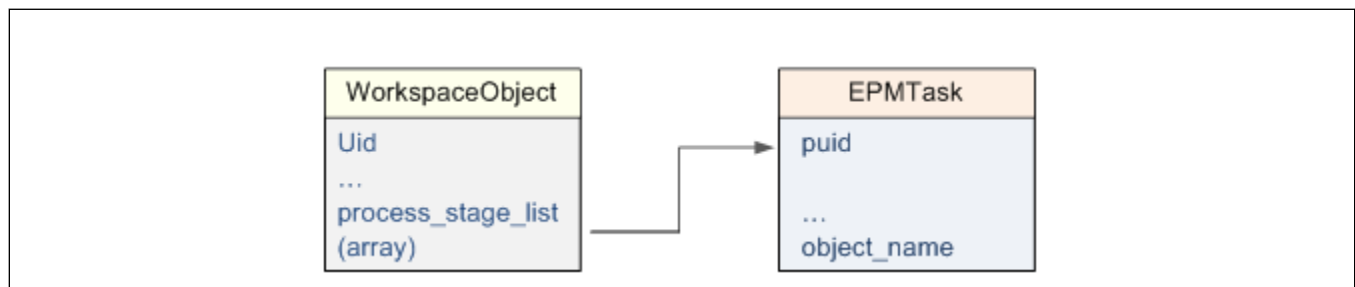 WorkspaceObject
Uid
...
process_stage_list
(array)
EPMTask
puid
...
object_name